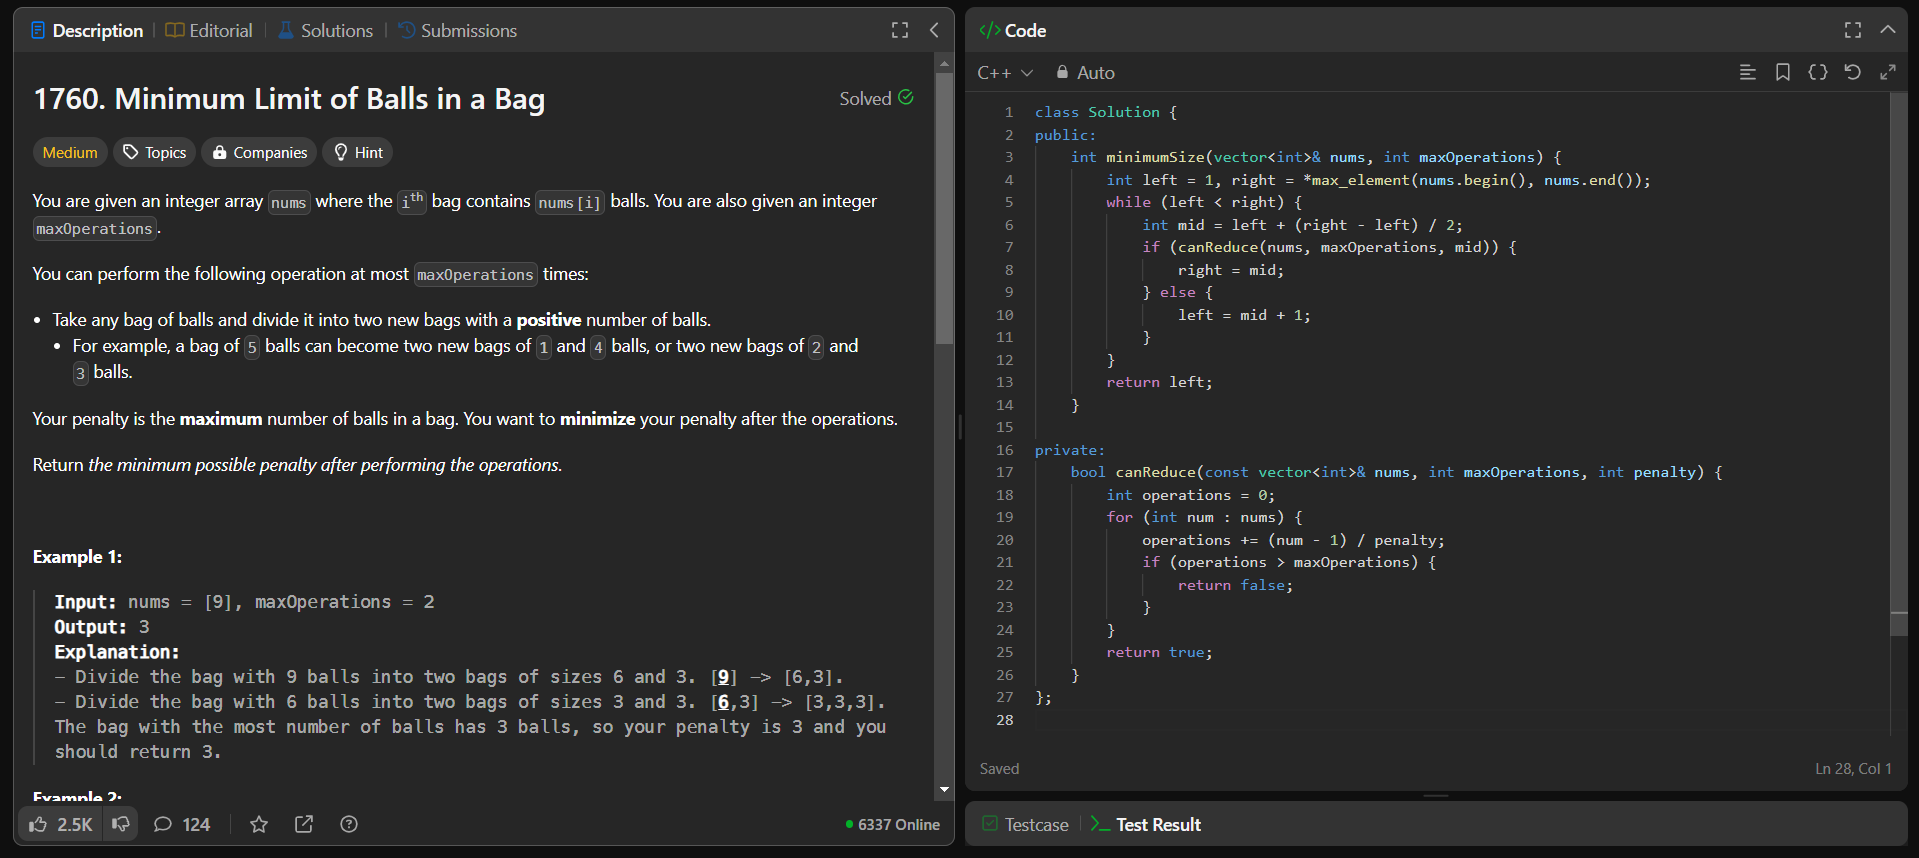 Description
Editorial
Solutions
Submissions
1760. Minimum Limit of Balls in a Bag
Solved
Medium
Topics
Companies
Hint
You are given an integer array nums where the ith bag contains nums[i] balls. You are also given an integer
maxOperations.
You can perform the following operation at most maxOperations times:
• Take any bag of balls and divide it into two new bags with a positive number of balls.
• For example, a bag of 5 balls can become two new bags of 1 and 4 balls, or two new bags of 2 and
3 balls.
Your penalty is the maximum number of balls in a bag. You want to minimize your penalty after the operations.
Return the minimum possible penalty after performing the operations.
Example 1:
Input: nums = [9], maxOperations = 2
Output: 3
Explanation:
– Divide the bag with 9 balls into two bags of sizes 6 and 3. [9] –> [6,3].
– Divide the bag with 6 balls into two bags of sizes 3 and 3. [6,3] –> [3,3,3].
The bag with the most number of balls has 3 balls, so your penalty is 3 and you
should return 3.
Example 2:
2.5K
124
6337 Online
</> Code
C++
Auto
1 class Solution {
2 public:
3     int minimumSize(vector<int>& nums, int maxOperations) {
4         int left = 1, right = *max_element(nums.begin(), nums.end());
5         while (left < right) {
6             int mid = left + (right - left) / 2;
7             if (canReduce(nums, maxOperations, mid)) {
8                 right = mid;
9             } else {
10                 left = mid + 1;
11             }
12         }
13         return left;
14     }
15
16 private:
17     bool canReduce(const vector<int>& nums, int maxOperations, int penalty) {
18         int operations = 0;
19         for (int num : nums) {
20             operations += (num - 1) / penalty;
21             if (operations > maxOperations) {
22                 return false;
23             }
24         }
25         return true;
26     }
27 };
28
Saved
Ln 28, Col 1
Testcase
Test Result